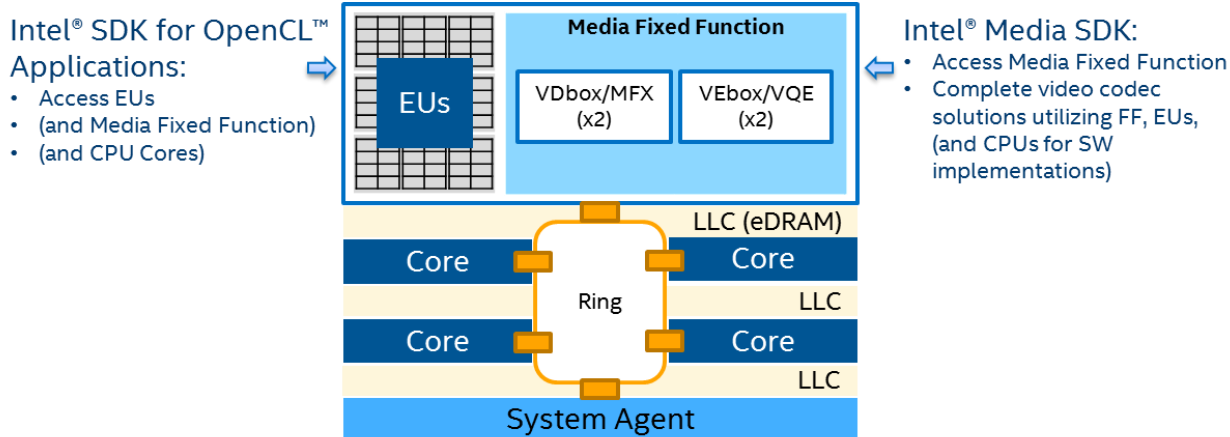 Intel® SDK for OpenCL™
Applications:
• Access EUs
• (and Media Fixed Function)
• (and CPU Cores)
EUs
Media Fixed Function
VDbox/MFX
(x2)
VEbox/VQE
(x2)
Intel® Media SDK:
• Access Media Fixed Function
• Complete video codec
solutions utilizing FF, EUs,
(and CPUs for SW
implementations)
LLC (eDRAM)
Core
Core
Ring
LLC
Core
Core
LLC
System Agent